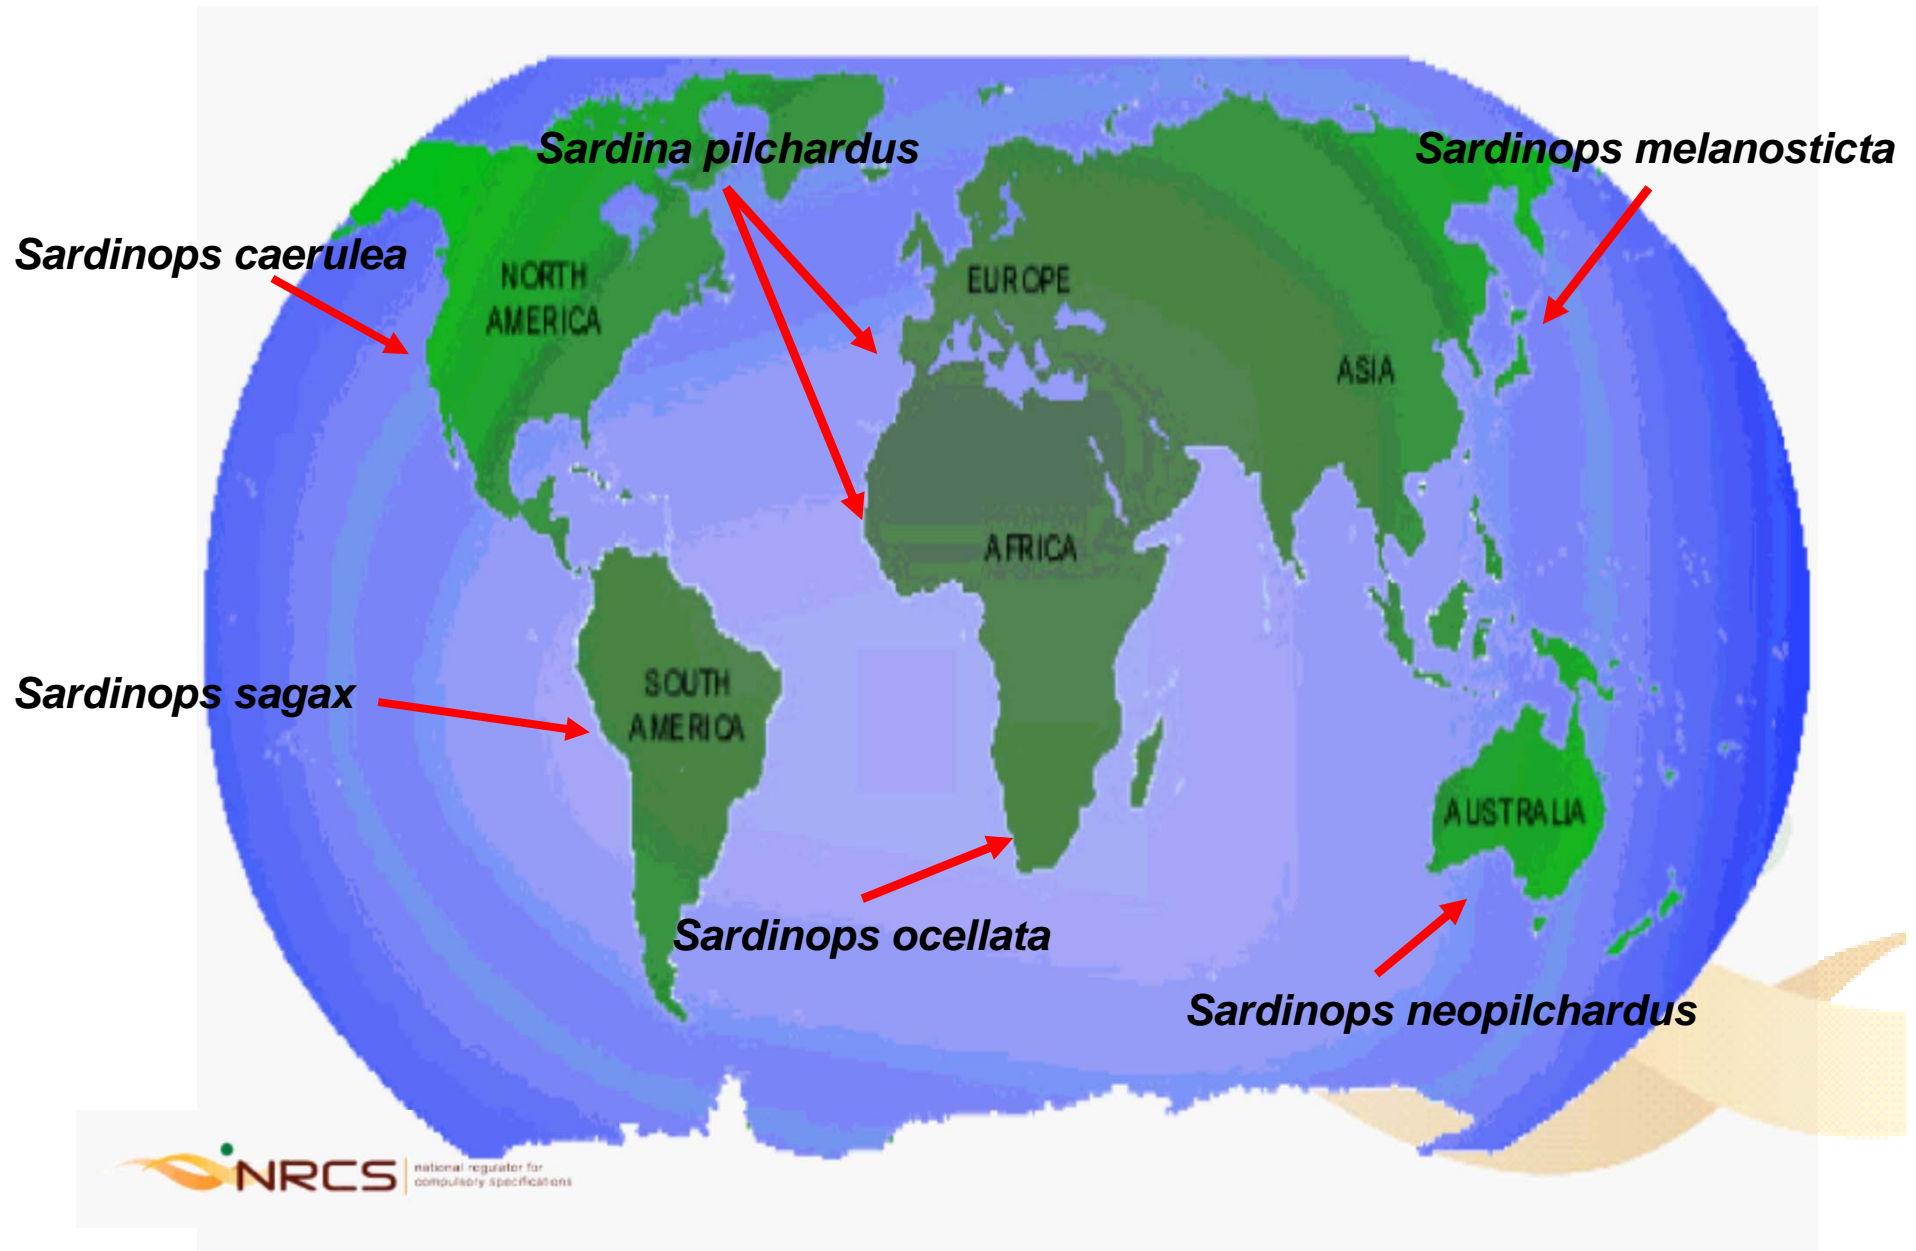 Sardina pilchardus
Sardinops melanosticta
Sardinops caerulea
NORTH
AMERICA
EUROPE
ASIA
AFRICA
Sardinops sagax
SOUTH
AMERICA
AUSTRALIA
Sardinops ocellata
Sardinops neopilchardus
NRCS
national regulator for
compulsory specifications